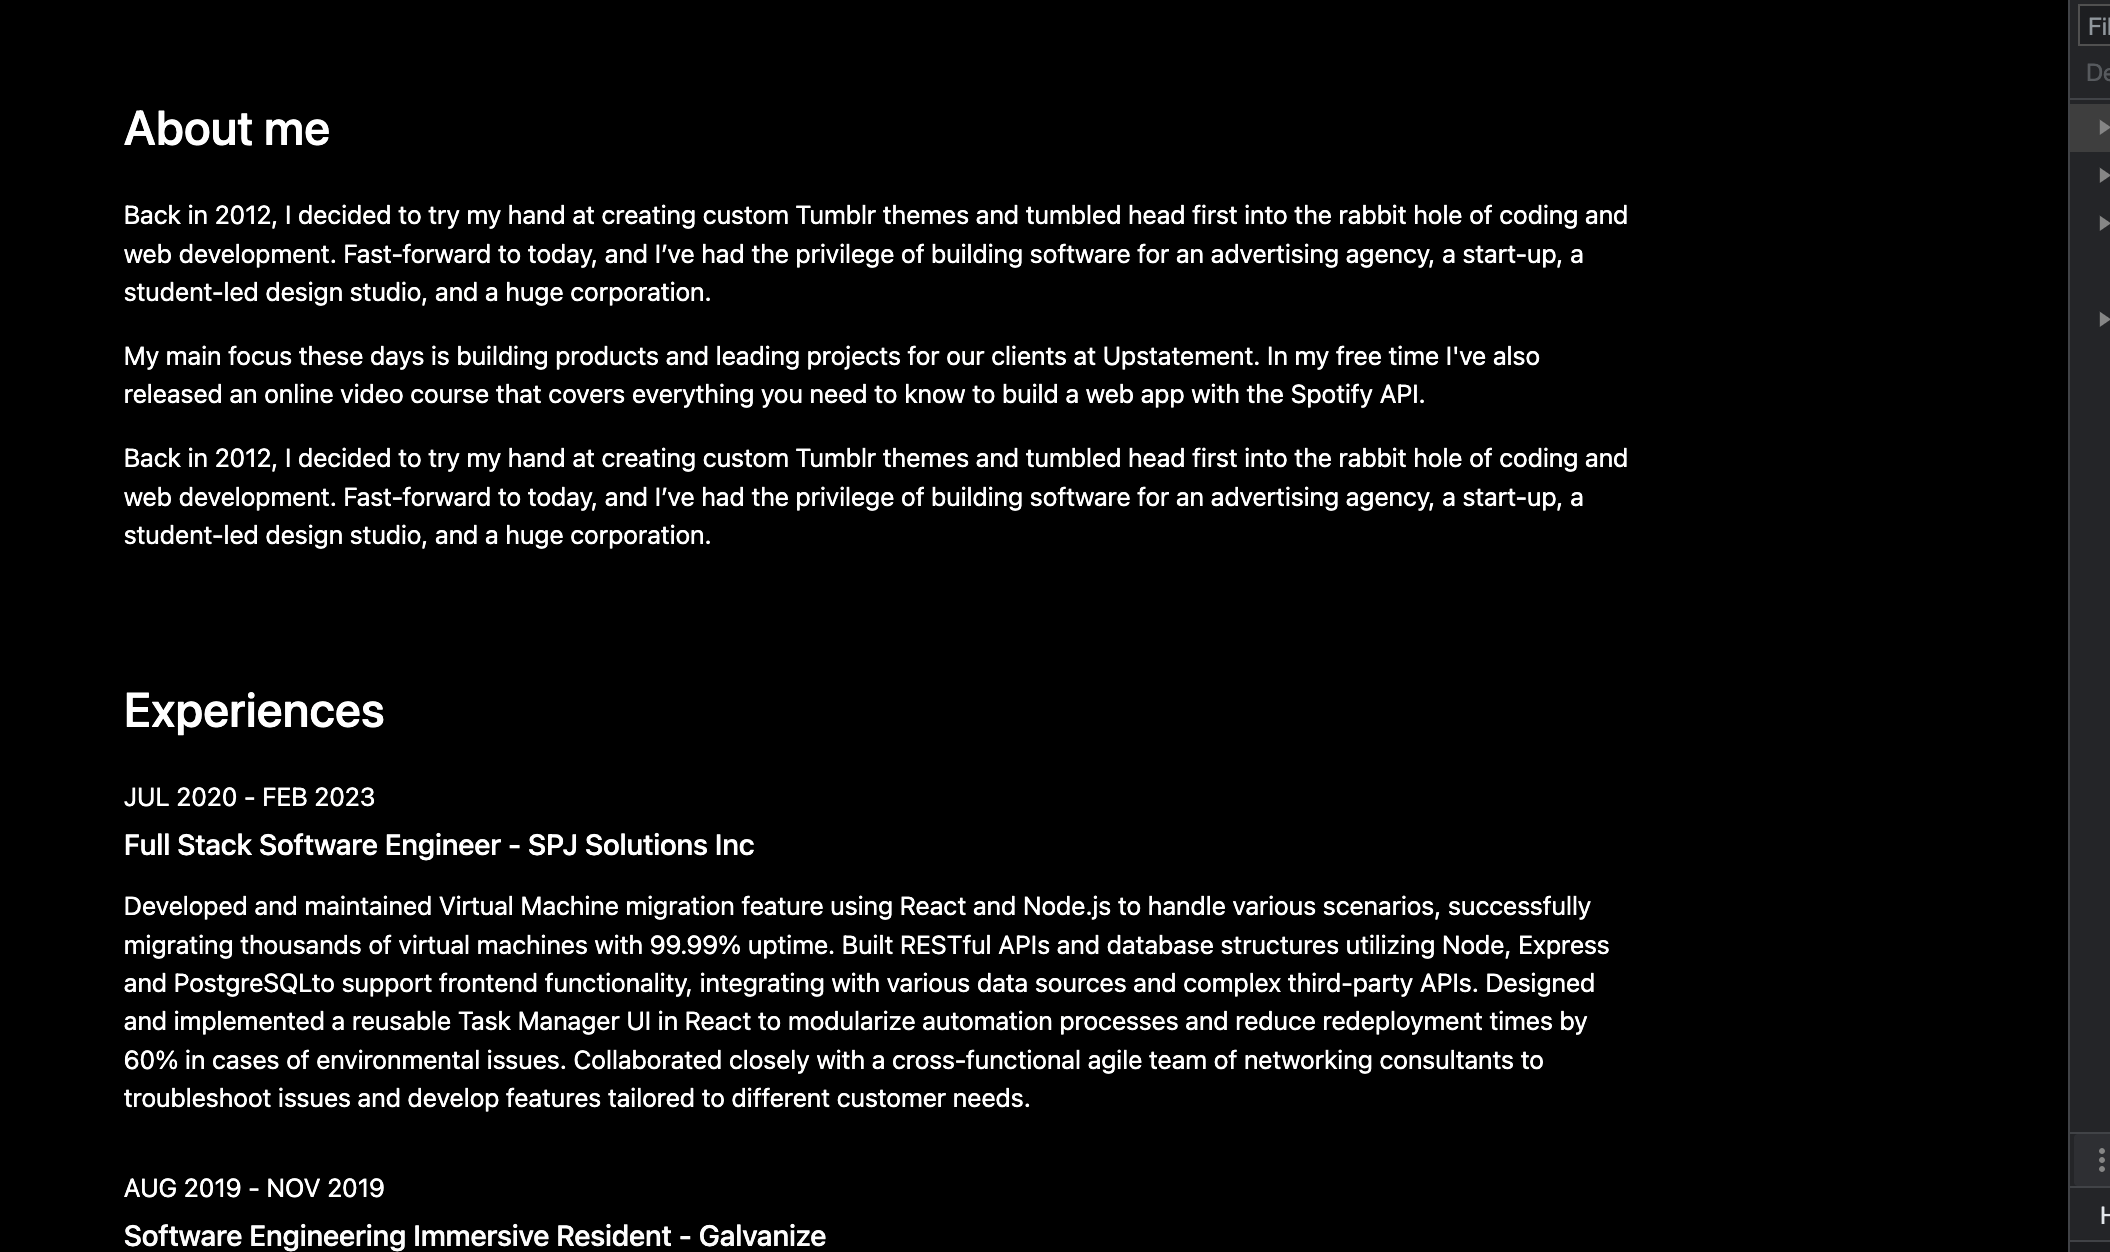 About me
Back in 2012, I decided to try my hand at creating custom Tumblr themes and tumbled head first into the rabbit hole of coding and
web development. Fast-forward to today, and I’ve had the privilege of building software for an advertising agency, a start-up, a
student-led design studio, and a huge corporation.
My main focus these days is building products and leading projects for our clients at Upstatement. In my free time I've also
released an online video course that covers everything you need to know to build a web app with the Spotify API.
Back in 2012, I decided to try my hand at creating custom Tumblr themes and tumbled head first into the rabbit hole of coding and
web development. Fast-forward to today, and I’ve had the privilege of building software for an advertising agency, a start-up, a
student-led design studio, and a huge corporation.
Experiences
JUL 2020 - FEB 2023
Full Stack Software Engineer - SPJ Solutions Inc
Developed and maintained Virtual Machine migration feature using React and Node.js to handle various scenarios, successfully
migrating thousands of virtual machines with 99.99% uptime. Built RESTful APIs and database structures utilizing Node, Express
and PostgreSQLto support frontend functionality, integrating with various data sources and complex third-party APIs. Designed
and implemented a reusable Task Manager UI in React to modularize automation processes and reduce redeployment times by
60% in cases of environmental issues. Collaborated closely with a cross-functional agile team of networking consultants to
troubleshoot issues and develop features tailored to different customer needs.
AUG 2019 - NOV 2019
Software Engineering Immersive Resident - Galvanize